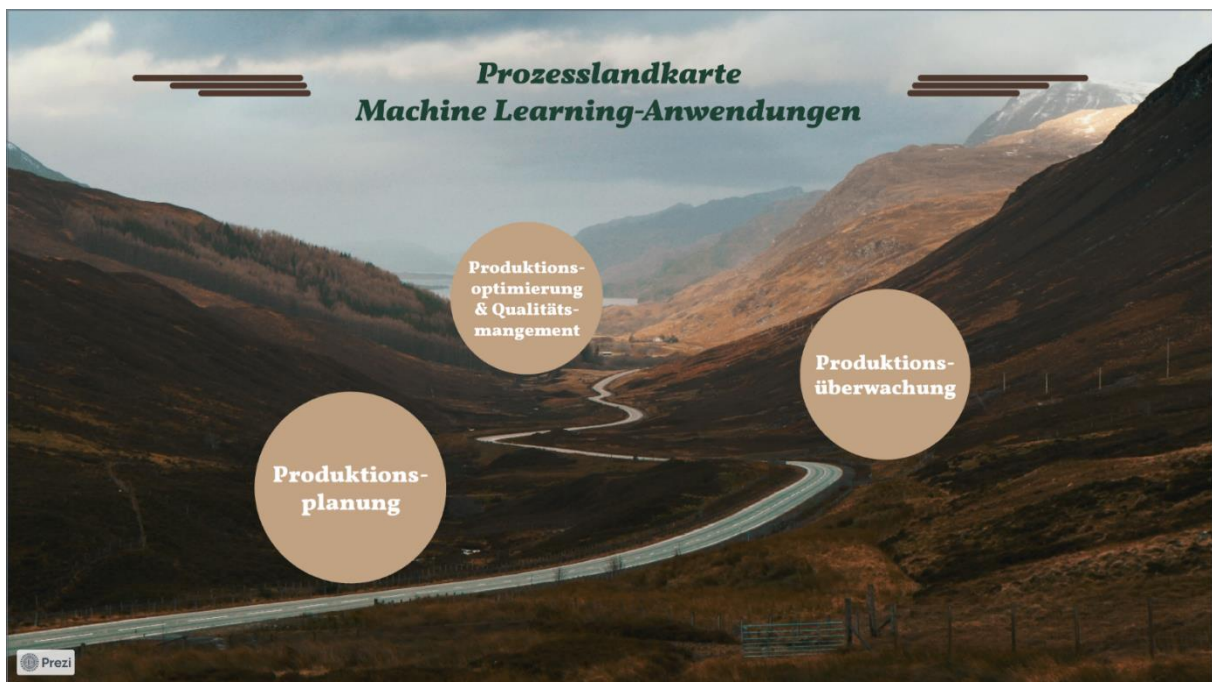 Prozesslandkarte
Machine Learning-Anwendungen
Produktions-
optimierung
& Qualitäts-
mangement
Produktions-
überwachung
Produktions-
planung
Prezi